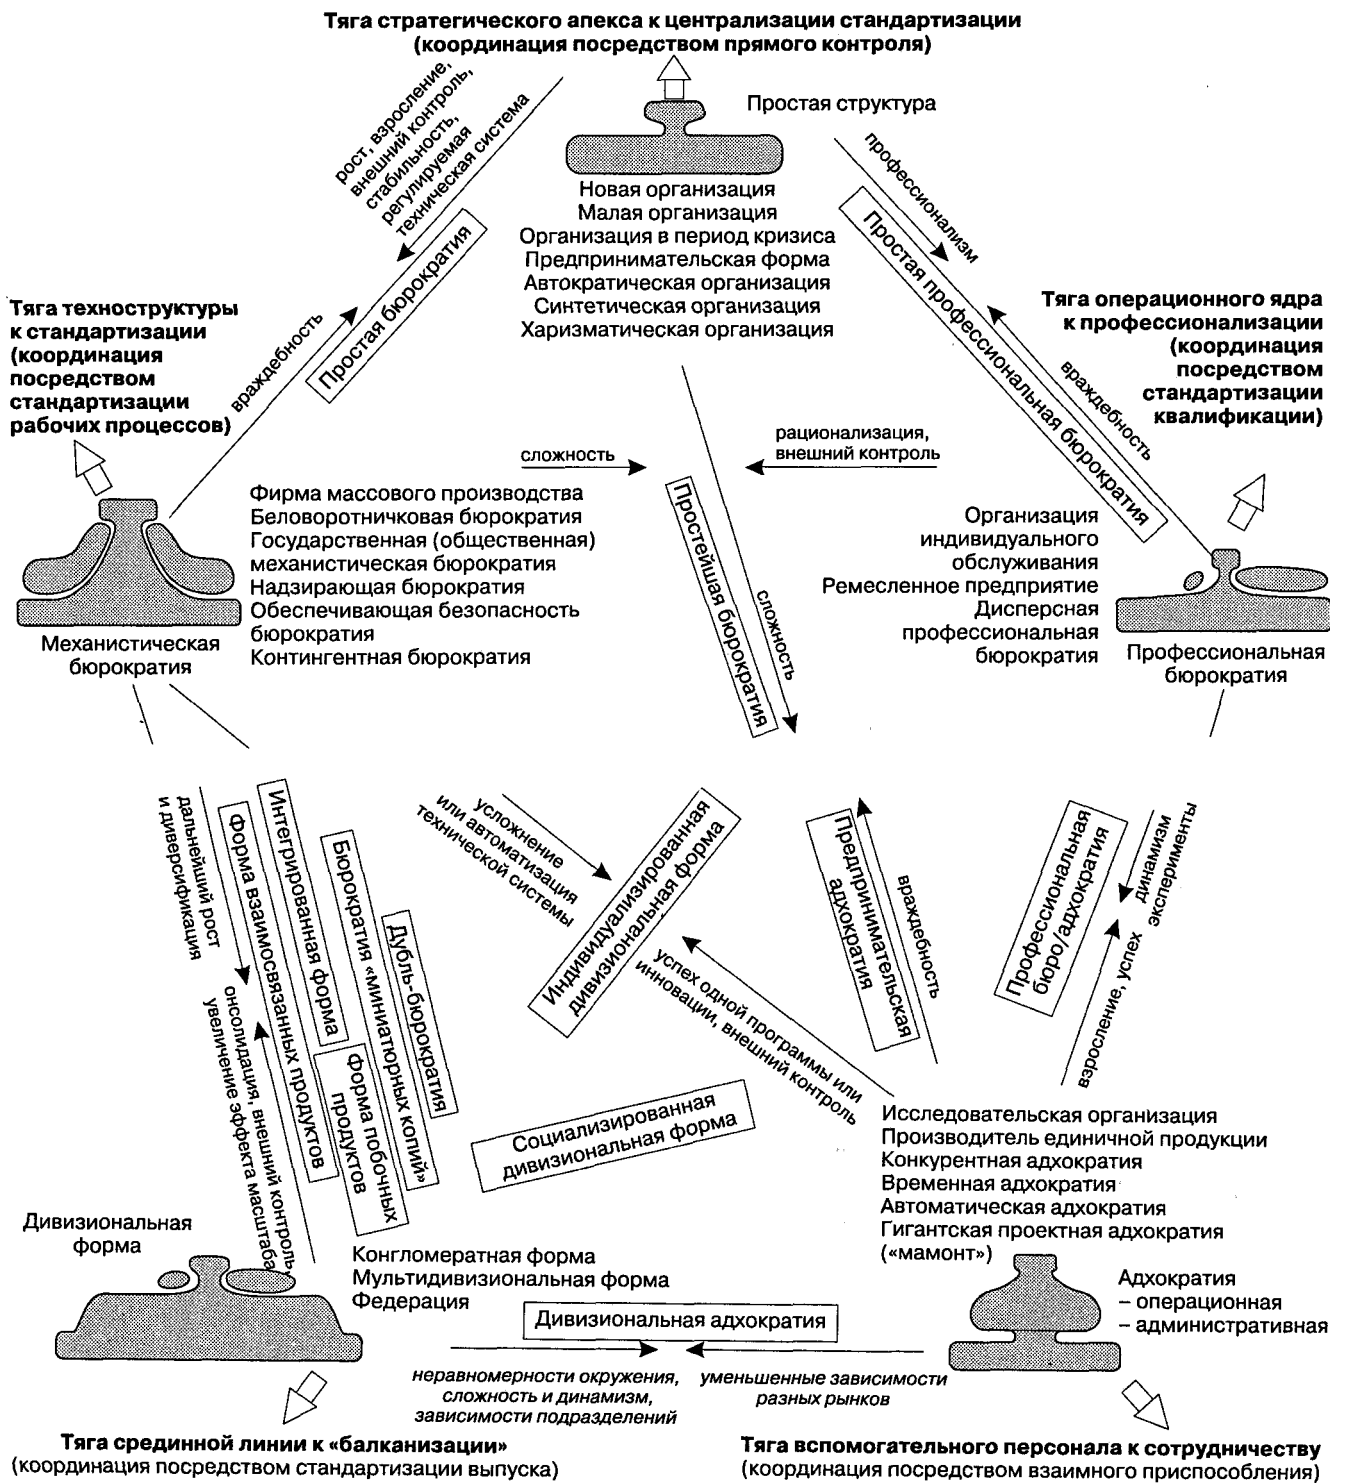 Тяга стратегического апекса к централизации стандартизации
(координация посредством прямого контроля)
Простая структура
рост, взросление,
внешний контроль,
стабильность,
регулируемая
техническая система
профессионализм
Новая организация
Малая организация
Организация в период кризиса
Предпринимательская форма
Автократическая организация
Синтетическая организация
Харизматическая организация
Простая бюрократия
враждебность
Простая профессиональная бюрократия
враждебность
Тяга техноструктуры
к стандартизации
(координация
посредством
стандартизации
рабочих процессов)
Тяга операционного ядра
к профессионализации
(координация
посредством
стандартизации
квалификации)
сложность
рационализация,
внешний контроль
Фирма массового производства
Беловоротничковая бюрократия
Государственная (общественная)
механистическая бюрократия
Надзирающая бюрократия
Обеспечивающая безопасность
бюрократия
Контингентная бюрократия
Механистическая
бюрократия
Простейшая бюрократия
сложность
Организация
индивидуального
обслуживания
Ремесленное предприятие
Дисперсная
профессиональная
бюрократия
Профессиональная
бюрократия
дальнейший рост
и диверсификация
Интегрированная форма
Форма взаимосвязанных продуктов
Бюрократия «миниатюрных копий»
Дубль-бюрократия
Форма побочных
продуктов
онсолидация, внешний контроль,
увеличение эффекта масштаба
усложнение
или автоматизация
технической системы
Индивидуализированная
дивизиональная форма
Предпринимательская
адхократия
враждебность
успех одной программы или
инновации, внешний контроль
Профессиональная
бюро/адхократия
динамизм
эксперименты
взросление, успех
Социализированная
дивизиональная форма
Исследовательская организация
Производитель единичной продукции
Конкурентная адхократия
Временная адхократия
Автоматическая адхократия
Гигантская проектная адхократия
(«мамонт»)
Дивизиональная
форма
Конгломератная форма
Мультидивизиональная форма
Федерация
Адхократия
– операционная
– административная
Дивизиональная адхократия
неравномерности окружения,
сложность и динамизм,
зависимости подразделений
уменьшенные зависимости
разных рынков
Тяга срединной линии к «балканизации»
(координация посредством стандартизации выпуска)
Тяга вспомогательного персонала к сотрудничеству
(координация посредством взаимного приспособления)